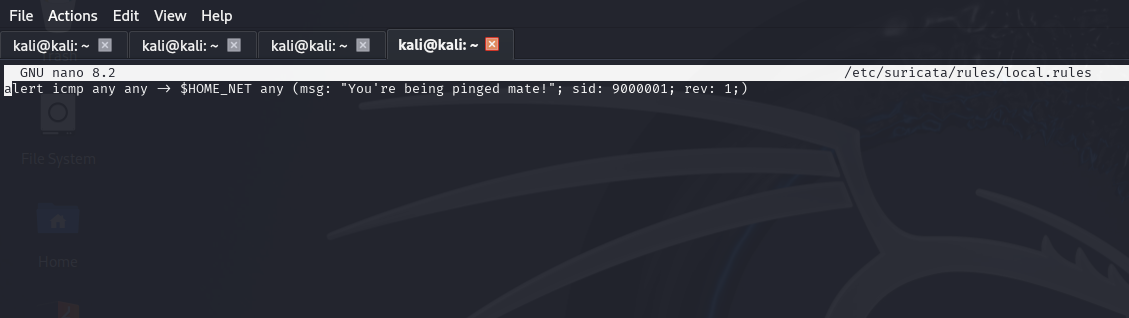 File Actions Edit View Help
kali@kali: ~ kali@kali: ~ kali@kali: ~ kali@kali: ~
GNU nano 8.2 /etc/suricata/rules/local.rules
alert icmp any any -> $HOME_NET any (msg: "You're being pinged mate!"; sid: 9000001; rev: 1;)
File System
Home